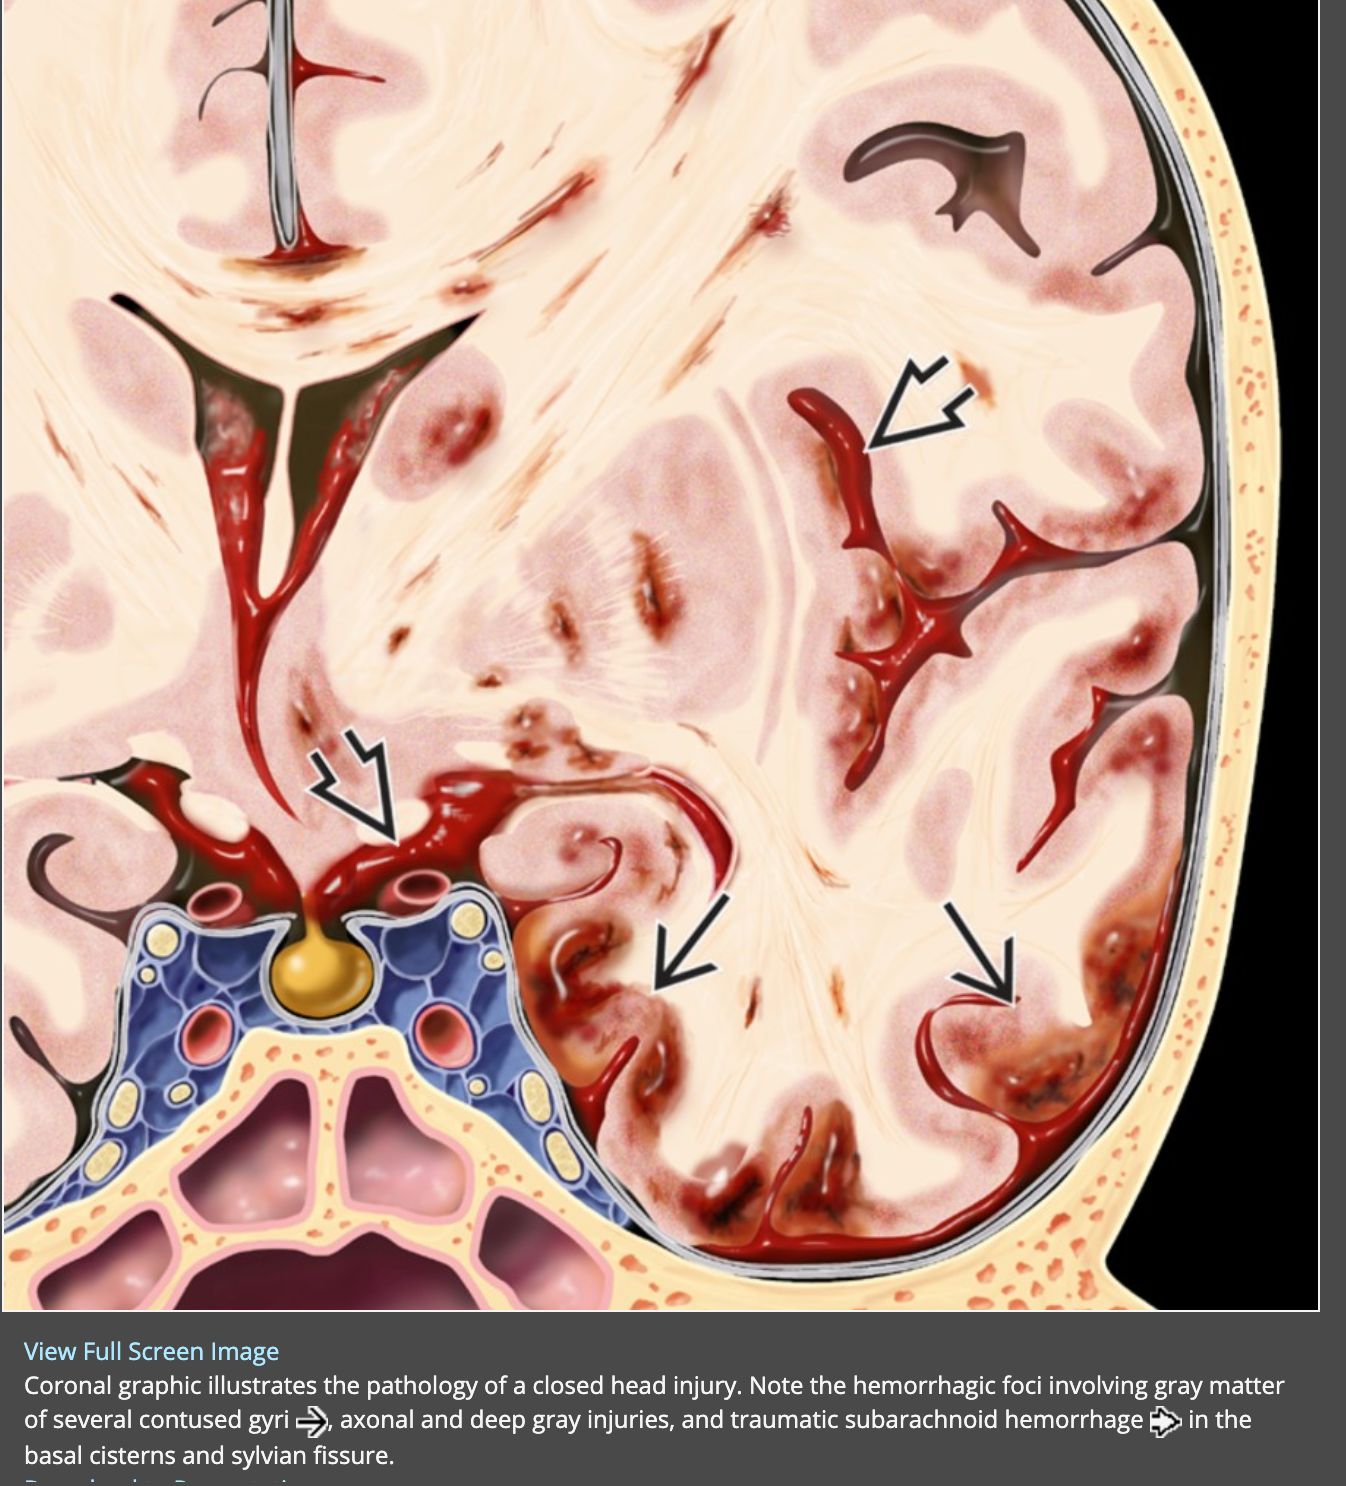 View Full Screen Image
Coronal graphic illustrates the pathology of a closed head injury. Note the hemorrhagic foci involving gray matter
of several contused gyri , axonal and deep gray injuries, and traumatic subarachnoid hemorrhage in the
basal cisterns and sylvian fissure.